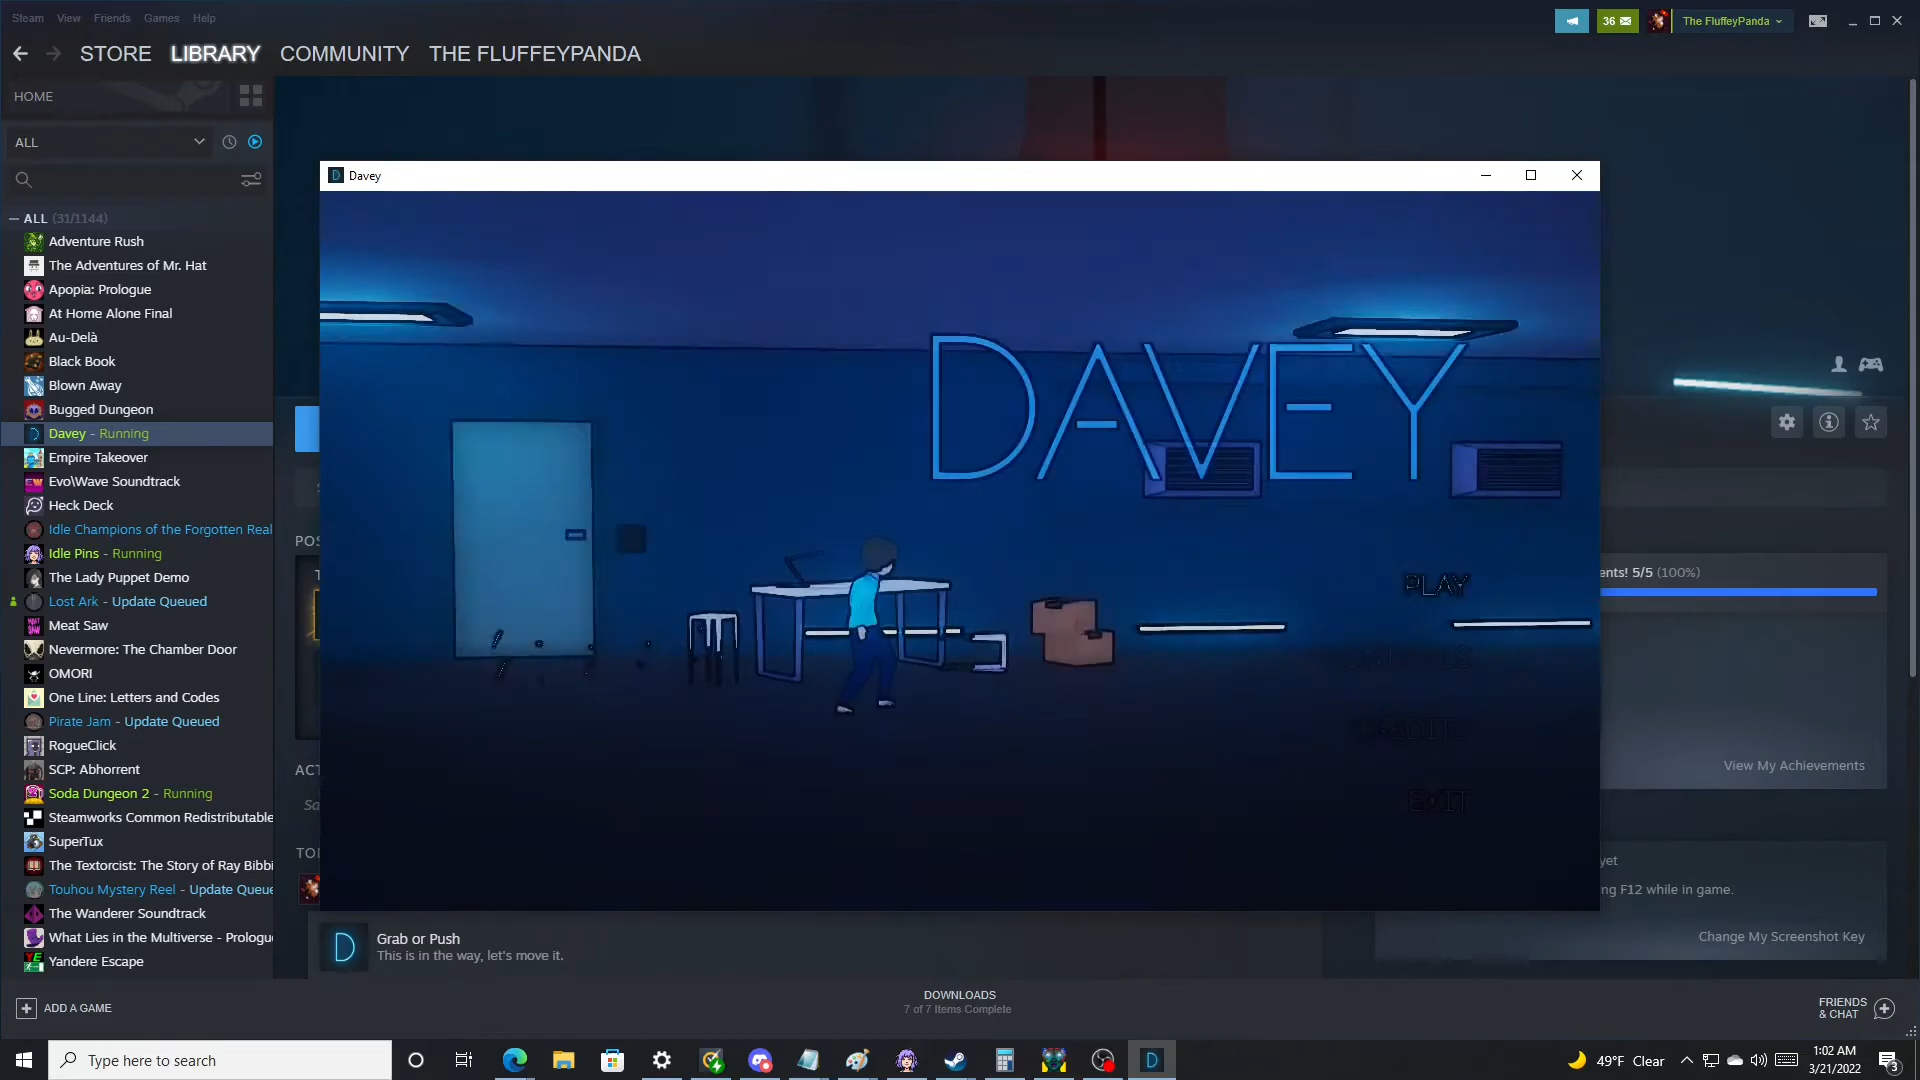 Steam View Friends Games Help
36
The FluffeyPanda
STORE LIBRARY COMMUNITY THE FLUFFEYPANDA
HOME
ALL
ALL (31/1144)
Adventure Rush
The Adventures of Mr. Hat
Apopia: Prologue
At Home Alone Final
Au-Delà
Black Book
Blown Away
Bugged Dungeon
Davey - Running
Empire Takeover
Evo\Wave Soundtrack
Heck Deck
Idle Champions of the Forgotten Real
Idle Pins - Running
The Lady Puppet Demo
Lost Ark - Update Queued
Meat Saw
Nevermore: The Chamber Door
OMORI
One Line: Letters and Codes
Pirate Jam - Update Queued
RogueClick
SCP: Abhorrent
Soda Dungeon 2 - Running
Steamworks Common Redistributable
SuperTux
The Textorcist: The Story of Ray Bibbi
Touhou Mystery Reel - Update Queue
The Wanderer Soundtrack
What Lies in the Multiverse - Prologue
Yandere Escape
D Davey
DAVEY
PLAY
CREDITS
EXIT
POS
T
ACT
Sa
TO
ents! 5/5 (100%)
View My Achievements
yet
ng F12 while in game.
Change My Screenshot Key
D
Grab or Push
This is in the way, let's move it.
ADD A GAME
DOWNLOADS
7 of 7 Items Complete
FRIENDS
& CHAT
Type here to search
D
49°F Clear
1:02 AM
3/21/2022
3